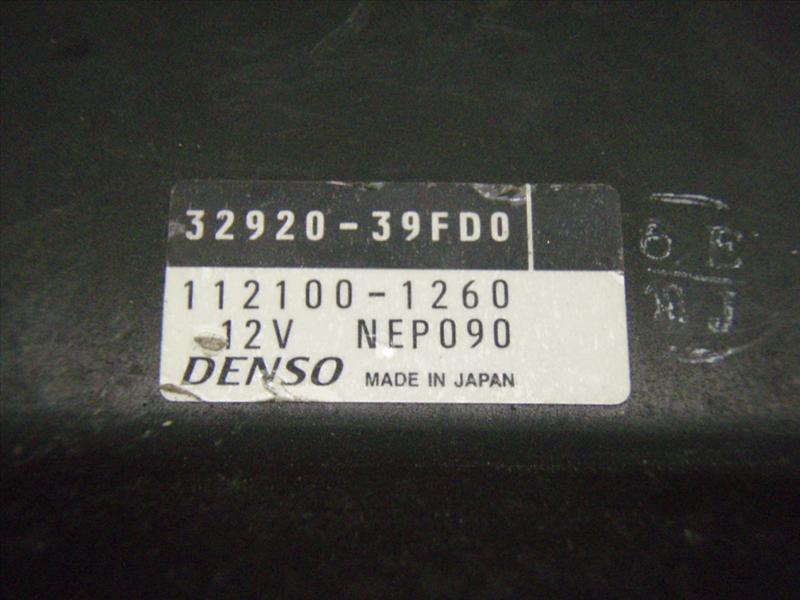 32920-39FD0
112100-1260
12V NEP090
DENSO MADE IN JAPAN